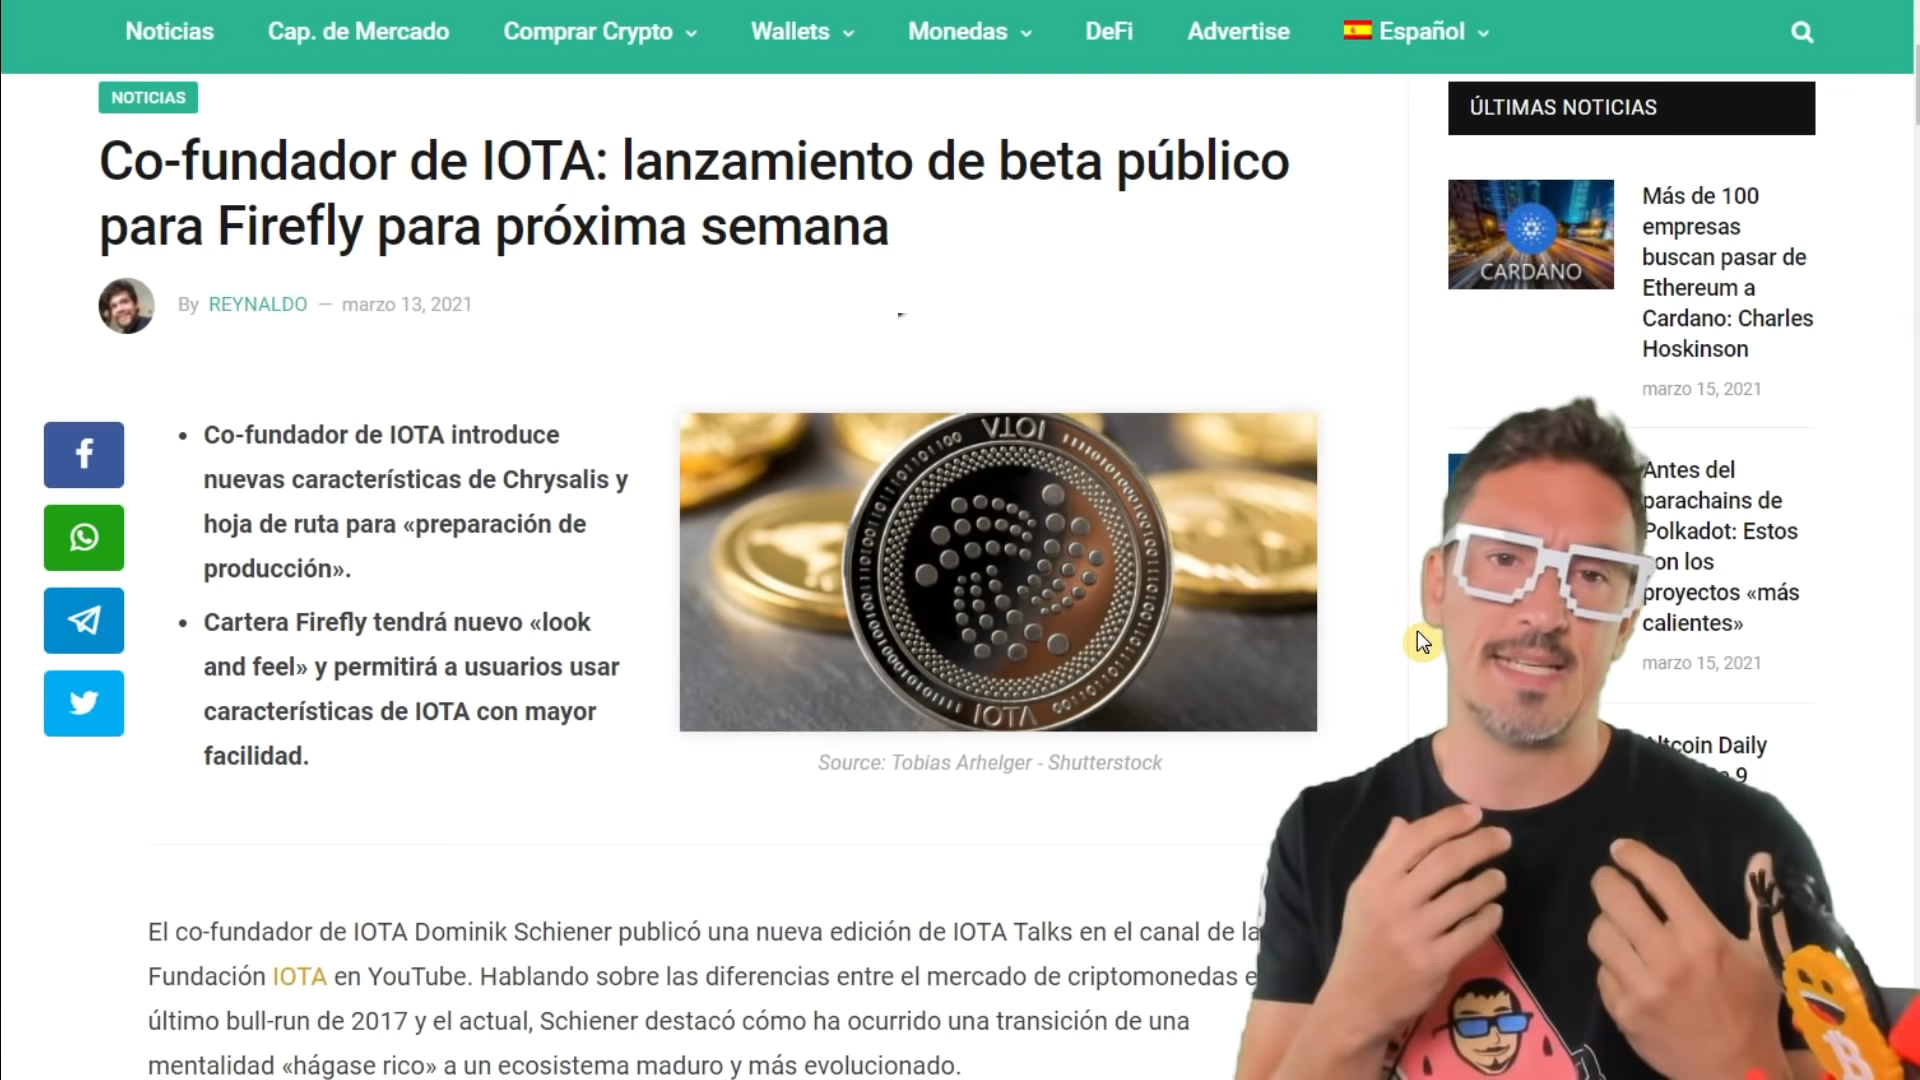 Noticias Cap. de Mercado Comprar Crypto Wallets Monedas DeFi Advertise Español
NOTICIAS
Co-fundador de IOTA: lanzamiento de beta público
para Firefly para próxima semana
By REYNALDO — marzo 13, 2021
• Co-fundador de IOTA introduce
nuevas características de Chrysalis y
hoja de ruta para «preparación de
producción».
• Cartera Firefly tendrá nuevo «look
and feel» y permitirá a usuarios usar
características de IOTA con mayor
facilidad.
IOTA
IOTA
Source: Tobias Arhelger - Shutterstock
El co-fundador de IOTA Dominik Schiener publicó una nueva edición de IOTA Talks en el canal de la
Fundación IOTA en YouTube. Hablando sobre las diferencias entre el mercado de criptomonedas e
último bull-run de 2017 y el actual, Schiener destacó cómo ha ocurrido una transición de una
mentalidad «hágase rico» a un ecosistema maduro y más evolucionado.
ÚLTIMAS NOTICIAS
CARDANO
Más de 100
empresas
buscan pasar de
Ethereum a
Cardano: Charles
Hoskinson
marzo 15, 2021
Antes del
parachains de
Polkadot: Estos
on los
proyectos «más
calientes»
marzo 15, 2021
ltcoin Daily
9